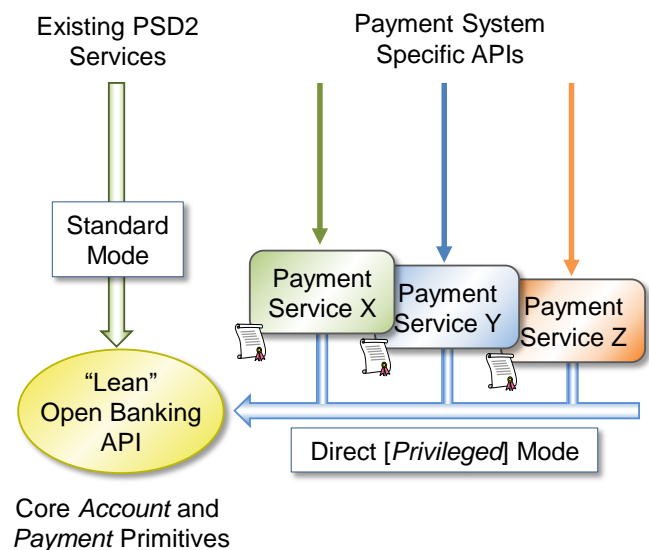 Existing PSD2
Services
Payment System
Specific APIs
Standard
Mode
Payment
Service X
Payment
Service Y
Payment
Service Z
“Lean”
Open Banking
API
Direct [Privileged] Mode
Core Account and
Payment Primitives